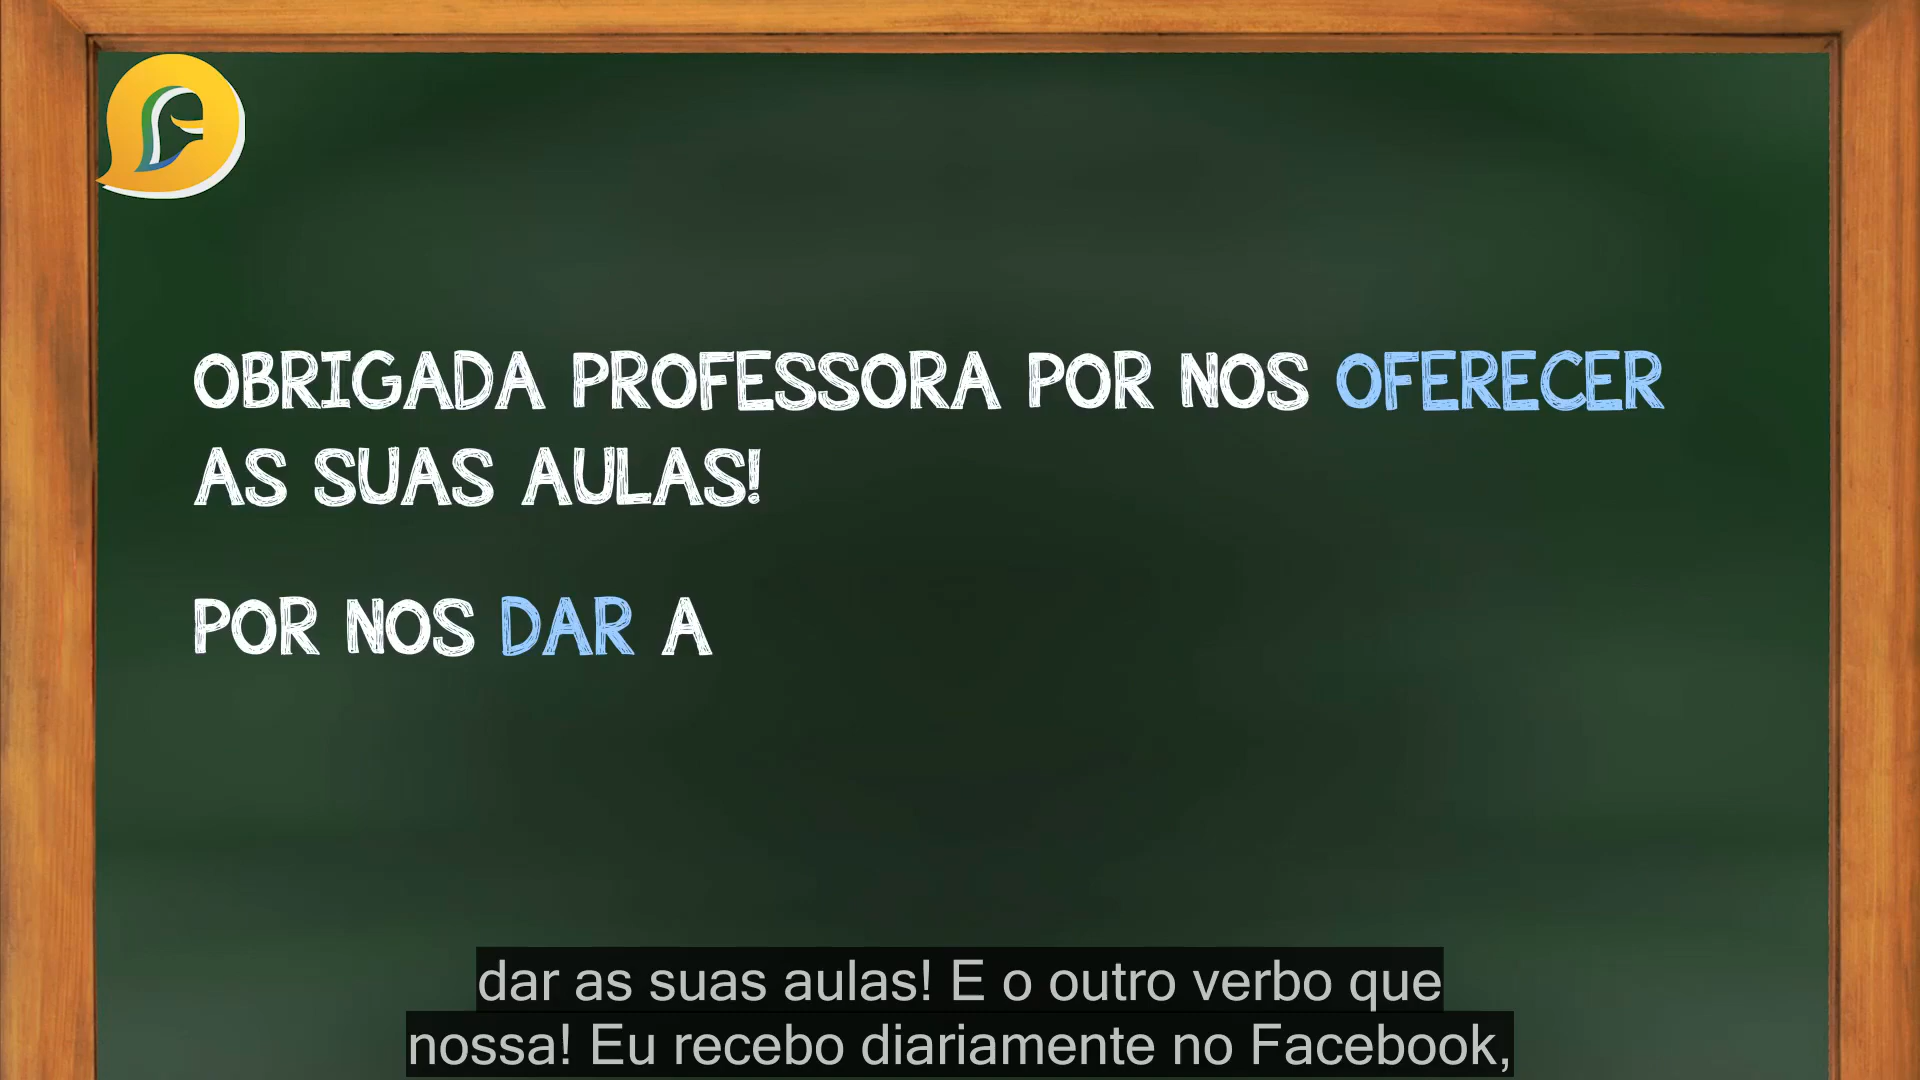 OBRIGADA PROFESSORA POR NOS OFERECER
AS SUAS AULAS!
POR NOS DAR A
dar as suas aulas! E o outro verbo que
nossa! Eu recebo diariamente no Facebook,